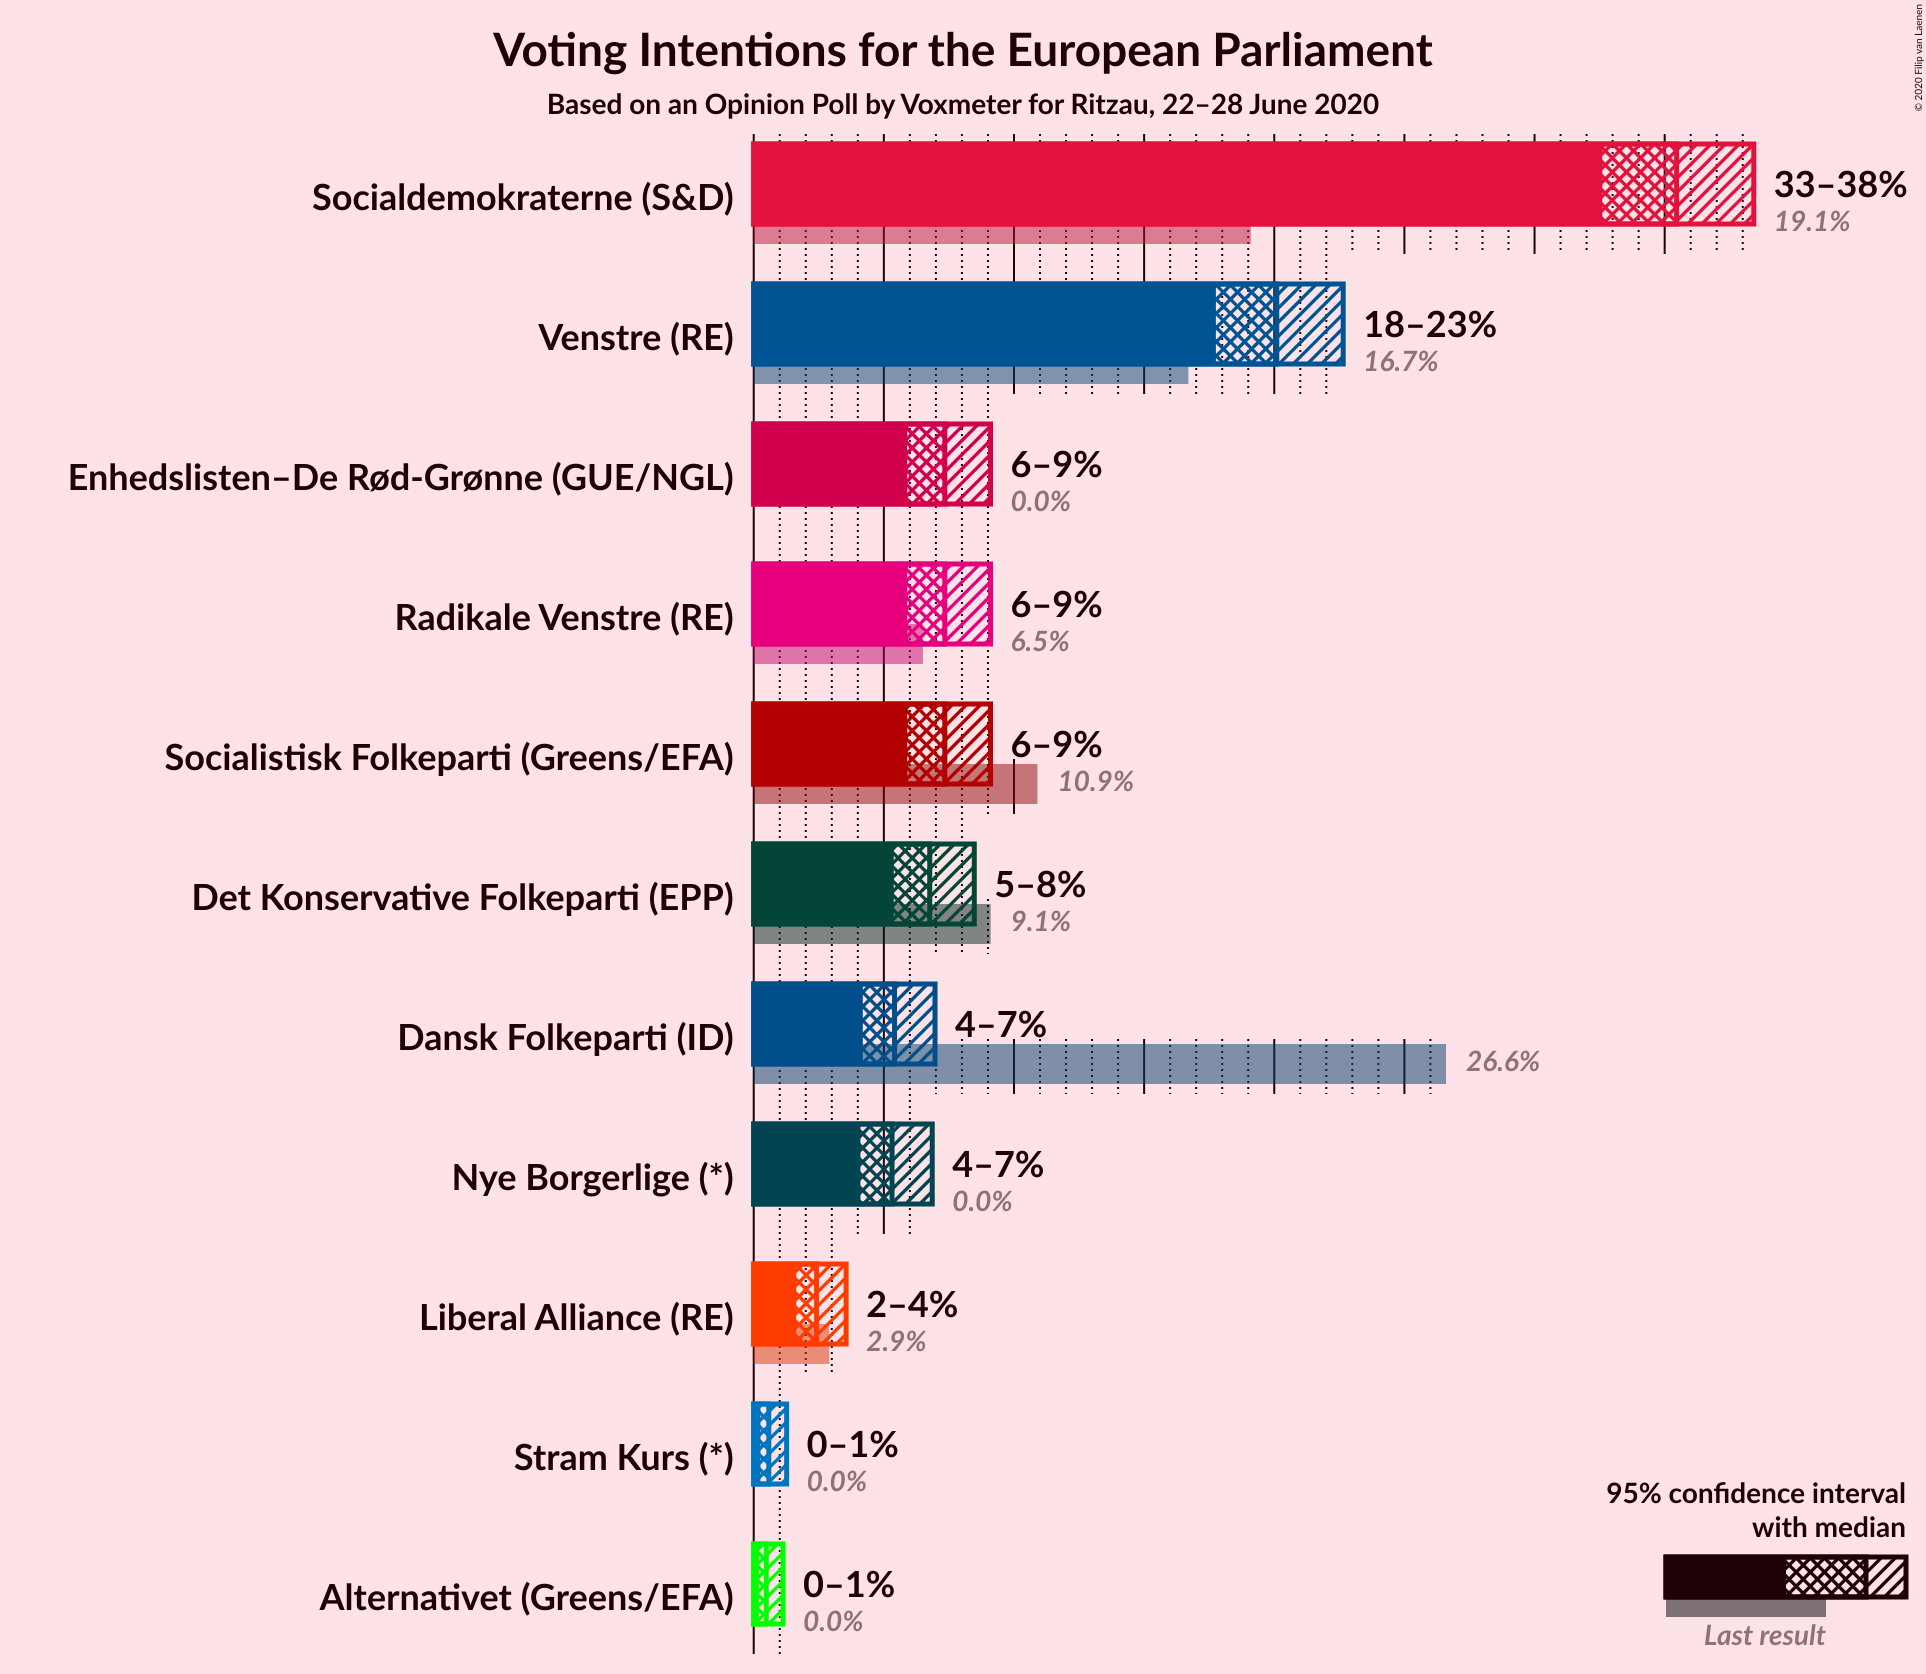 Voting Intentions for the European Parliament
Based on an Opinion Poll by Voxmeter for Ritzau, 22–28 June 2020
© 2020 Filip van Laenen
Socialdemokraterne (S&D)
33–38%
19.1%
Venstre (RE)
18–23%
16.7%
Enhedslisten–De Rød-Grønne (GUE/NGL)
6–9%
0.0%
Radikale Venstre (RE)
6–9%
6.5%
Socialistisk Folkeparti (Greens/EFA)
6–9%
10.9%
Det Konservative Folkeparti (EPP)
5–8%
9.1%
Dansk Folkeparti (ID)
4–7%
26.6%
Nye Borgerlige (*)
4–7%
0.0%
Liberal Alliance (RE)
2–4%
2.9%
Stram Kurs (*)
0–1%
0.0%
Alternativet (Greens/EFA)
0–1%
0.0%
95% confidence interval
with median
Last result